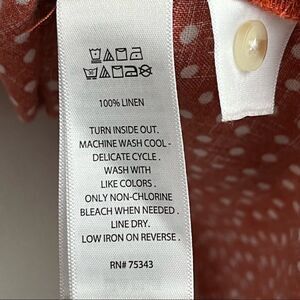 100% LINEN
TURN INSIDE OUT.
MACHINE WASH COOL -
DELICATE CYCLE .
WASH WITH
LIKE COLORS .
ONLY NON-CHLORINE
BLEACH WHEN NEEDED .
LINE DRY.
LOW IRON ON REVERSE .
RN# 75343